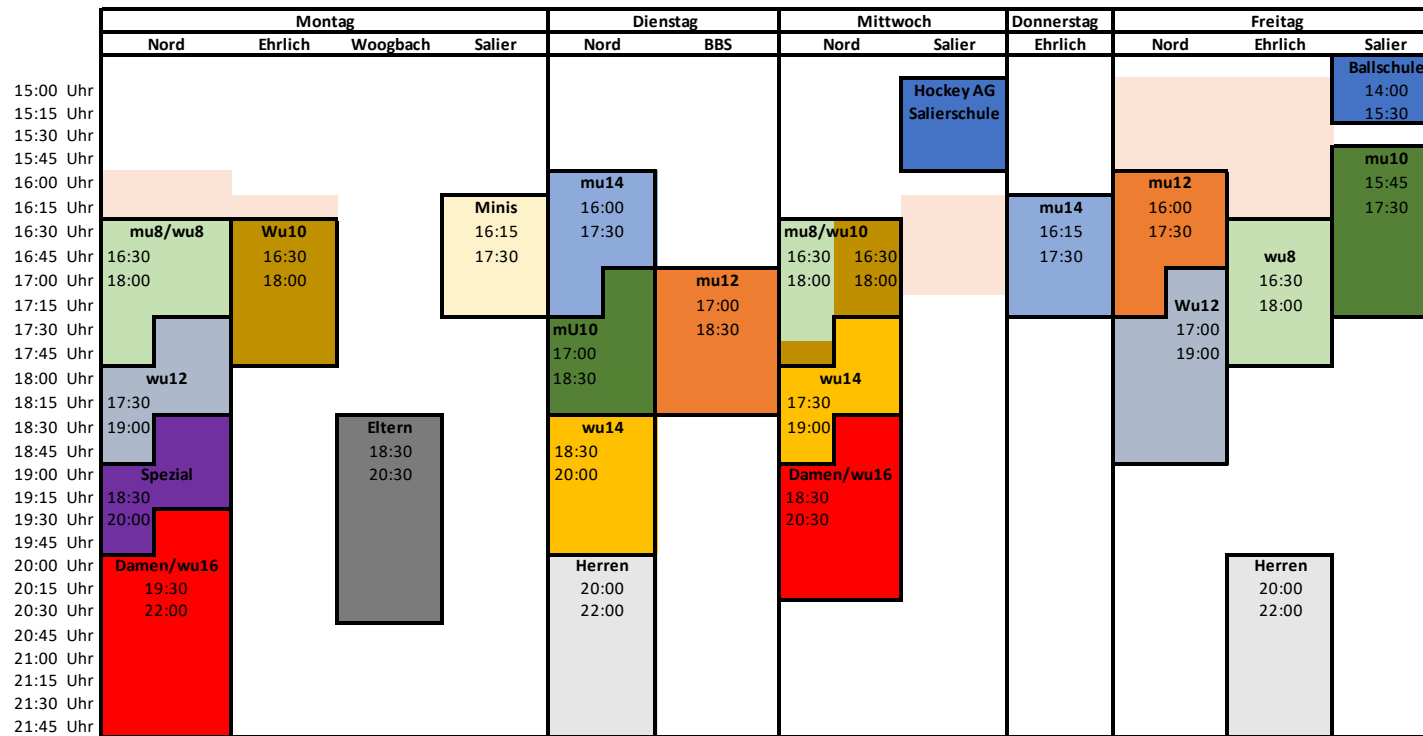 Montag Dienstag Mittwoch Donnerstag Freitag
Nord Ehrlich Woogbach Salier Nord BBS Nord Salier Ehrlich Nord Ehrlich Salier
Ballschule
15:00 Uhr Hockey AG 14:00
15:15 Uhr Salierschule 15:30
15:30 Uhr
15:45 Uhr mu10
16:00 Uhr mu14 mu12 15:45
16:15 Uhr Minis 16:00 mu14 16:00 17:30
16:30 Uhr mu8/wu8 Wu10 16:15 17:30 mu8/wu10 16:15 17:30
16:45 Uhr 16:30 16:30 17:30 16:30 16:30 17:30 wu8
17:00 Uhr 18:00 18:00 mu12 18:00 18:00 16:30
17:15 Uhr 17:00 Wu12 18:00
17:30 Uhr mU10 18:30 17:00
17:45 Uhr 17:00 19:00
18:00 Uhr wu12 18:30 wu14
18:15 Uhr 17:30 17:30
18:30 Uhr 19:00 Eltern wu14 19:00
18:45 Uhr 18:30 18:30
19:00 Uhr Spezial 20:30 20:00 Damen/wu16
19:15 Uhr 18:30 18:30
19:30 Uhr 20:00 20:30
19:45 Uhr
20:00 Uhr Damen/wu16 Herren Herren
20:15 Uhr 19:30 20:00 20:00
20:30 Uhr 22:00 22:00 22:00
20:45 Uhr
21:00 Uhr
21:15 Uhr
21:30 Uhr
21:45 Uhr